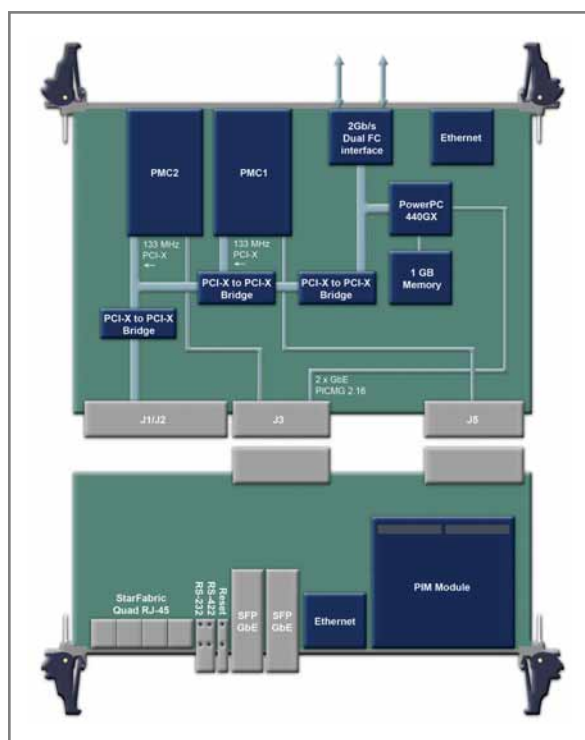 2Gb/s
Dual FC
interface
Ethernet
PMC2
PMC1
PowerPC
440GX
133 MHz
PCI-X
133 MHz
PCI-X
1 GB
Memory
PCI-X to PCI-X
Bridge
PCI-X to PCI-X
Bridge
PCI-X to PCI-X
Bridge
2 x GbE
PICMG 2.16
J1/J2
J3
J5
StarFabric
Quad RJ-45
RS-232
RS-422
Reset
SFP
GbE
SFP
GbE
Ethernet
PIM Module